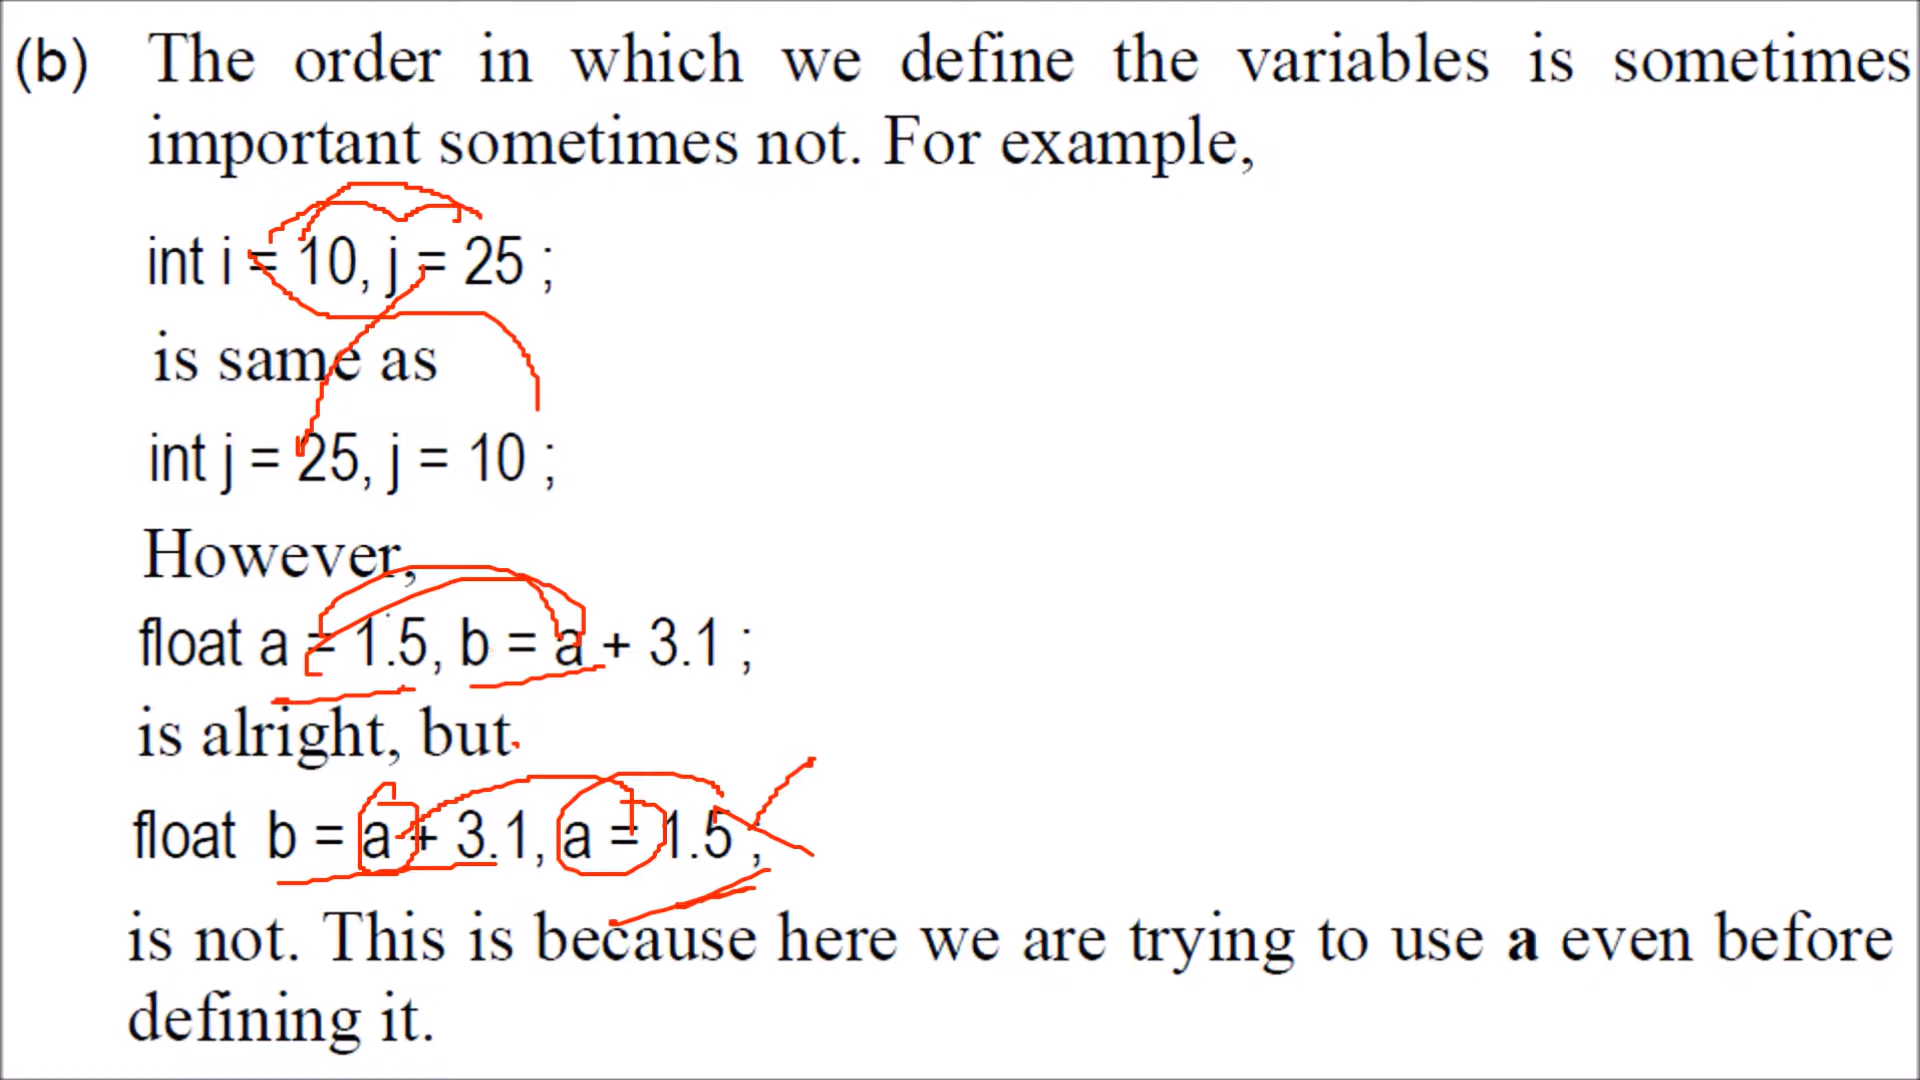 (b) The order in which we define the variables is sometimes
important sometimes not. For example,
int i = 10, j = 25 ;
is same as
int j = 25, j = 10 ;
However,
float a = 1.5, b = a + 3.1 ;
is alright, but
float b = a + 3.1, a = 1.5 ;
is not. This is because here we are trying to use a even before
defining it.